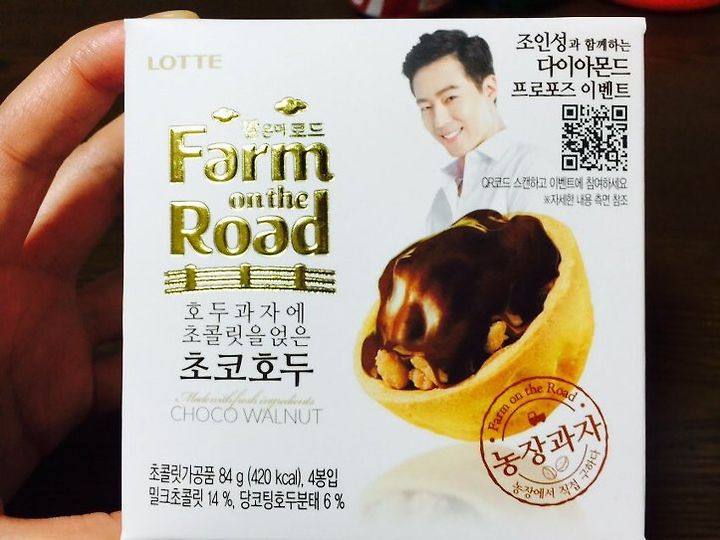 LOTTE
팜온더로드
Farm
on the
Road
호두과자에
초콜릿을얹은
초코호두
Made with fresh ingredients
CHOCO WALNUT
초콜릿가공품 84 g (420 kcal), 4봉입
밀크초콜릿 14 %, 당코팅호두분태 6 %
조인성과 함께하는
다이아몬드
프로포즈 이벤트
QR코드 스캔하고 이벤트에 참여하세요
※자세한 내용 측면 참조
Farm on the Road
농장과자
농장에서 직접 구하다